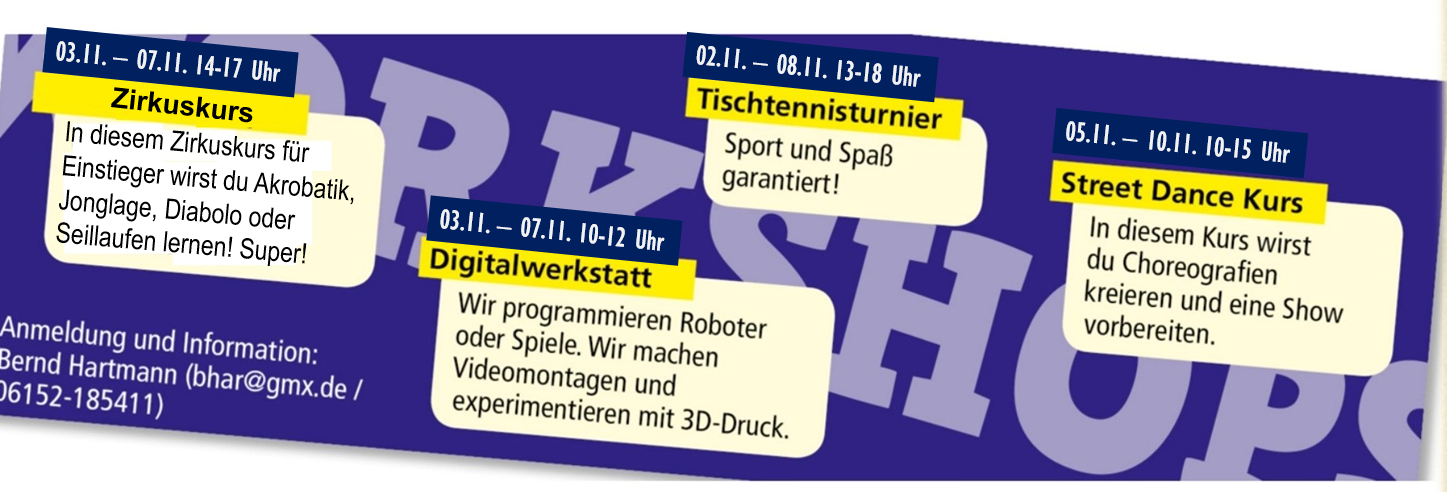 WORKSHOPS
03.11. – 07.11. 14-17 Uhr
Zirkuskurs
In diesem Zirkuskurs für
Einstieger wirst du Akrobatik,
Jonglage, Diabolo oder
Seillaufen lernen! Super!
03.11. – 07.11. 10-12 Uhr
Digitalwerkstatt
Wir programmieren Roboter
oder Spiele. Wir machen
Videomontagen und
experimentieren mit 3D-Druck.
02.11. – 08.11. 13-18 Uhr
Tischtennisturnier
Sport und Spaß
garantiert!
05.11. – 10.11. 10-15 Uhr
Street Dance Kurs
In diesem Kurs wirst
du Choreografien
kreieren und eine Show
vorbereiten.
Anmeldung und Information:
Bernd Hartmann (bhar@gmx.de /
06152-185411)